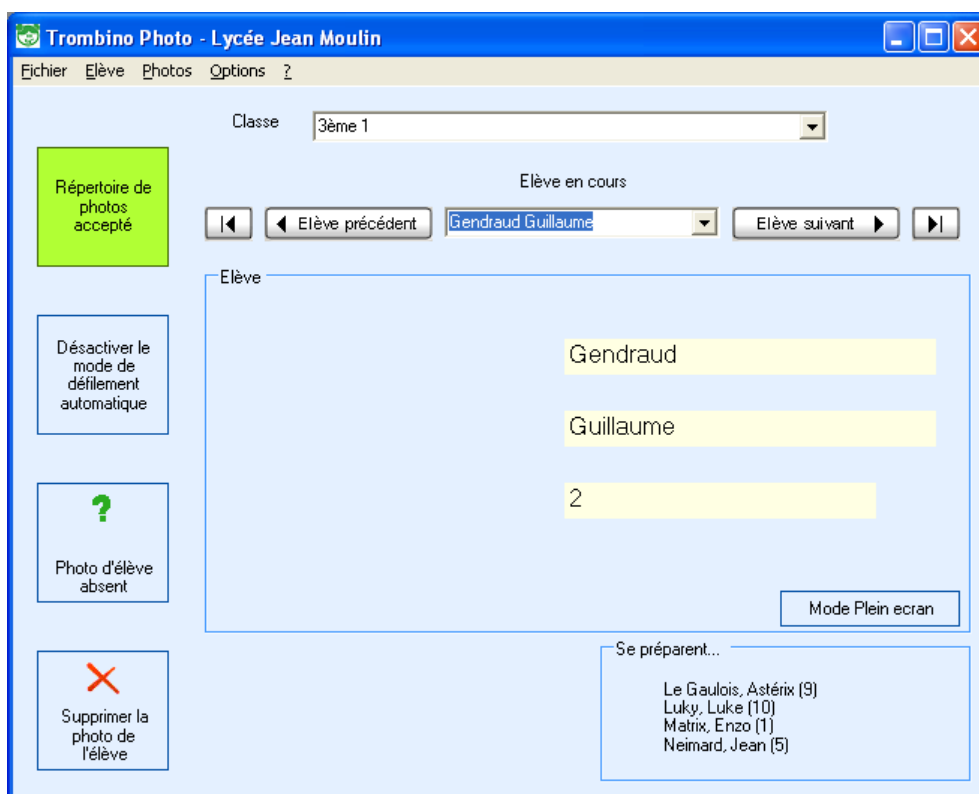 Trombino Photo - Lycée Jean Moulin
Fichier Elève Photos Options ?
Classe 3ème 1
Répertoire de
photos
accepté
Elève en cours
Elève précédent Gendraud Guillaume Elève suivant
Elève
Désactiver le
mode de
défilement
automatique
Gendraud
Guillaume
2
?
Photo d'élève
absent
Mode Plein ecran
Supprimer la
photo de
l'élève
Se préparent...
Le Gaulois, Astérix (9)
Luky, Luke (10)
Matrix, Enzo (1)
Neimard, Jean (5)